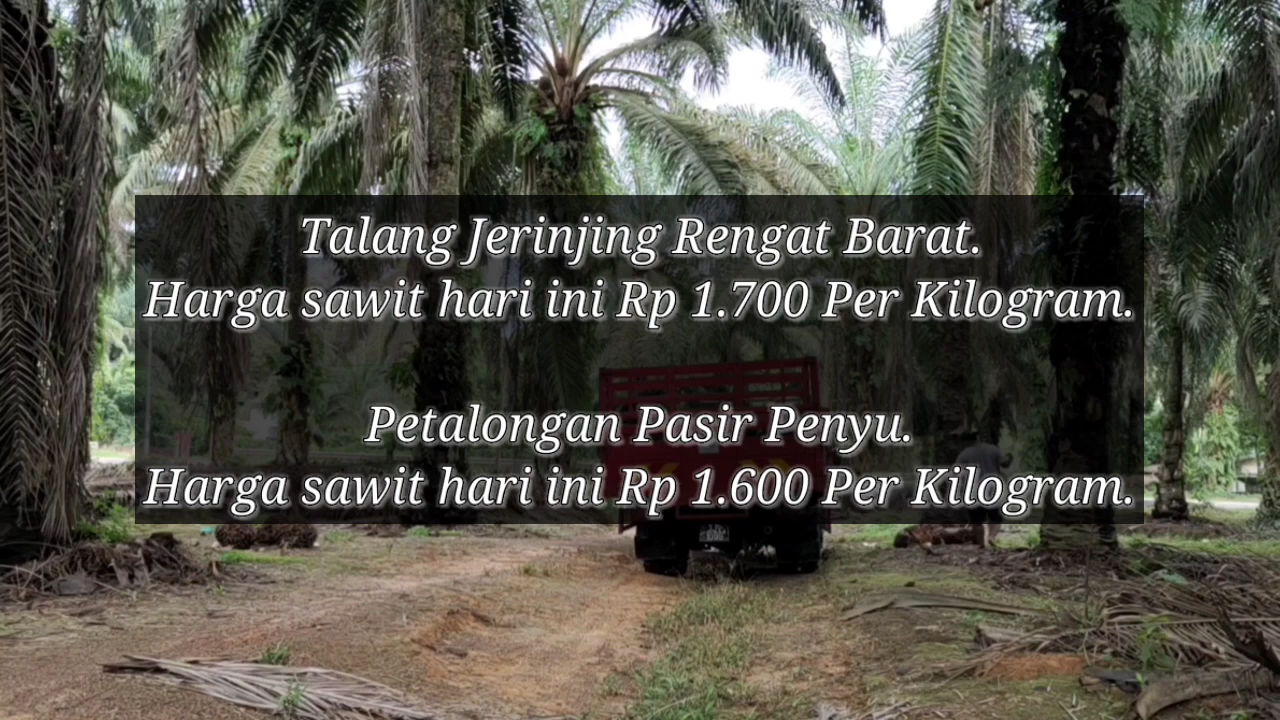 Talang Jerinjing Rengat Barat.
Harga sawit hari ini Rp 1.700 Per Kilogram.
Petalongan Pasir Penyu.
Harga sawit hari ini Rp 1.600 Per Kilogram.